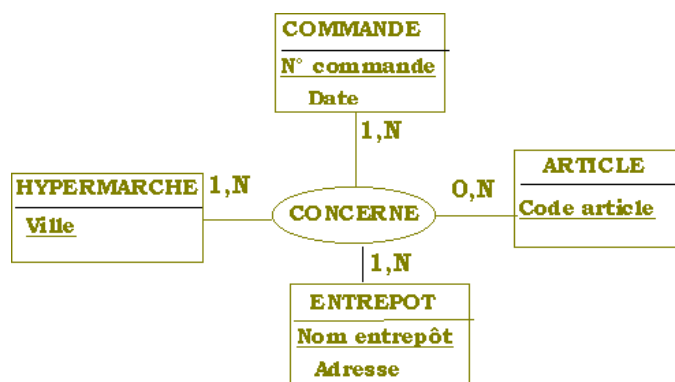 COMMANDE
N° commande
Date
1,N
HYPERMARCHE
Ville
1,N
CONCERNE
0,N
ARTICLE
Code article
1,N
ENTREPOT
Nom entrepôt
Adresse